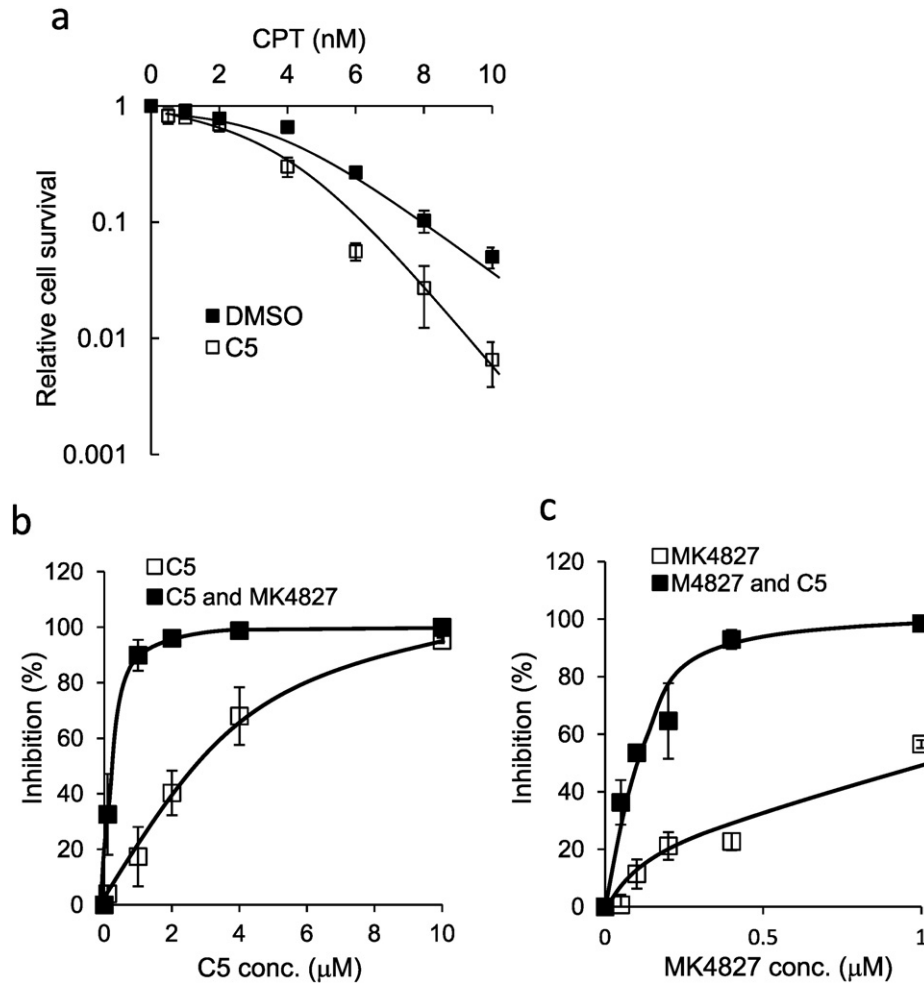 a
CPT (nM)
0 2 4 6 8 10
1
0.1
0.01
0.001
Relative cell survival
DMSO
C5
b
C5
C5 and MK4827
120
100
80
60
40
20
0
Inhibition (%)
0 2 4 6 8 10
C5 conc. (μM)
c
MK4827
M4827 and C5
120
100
80
60
40
20
0
Inhibition (%)
0 0.5 1
MK4827 conc. (μM)